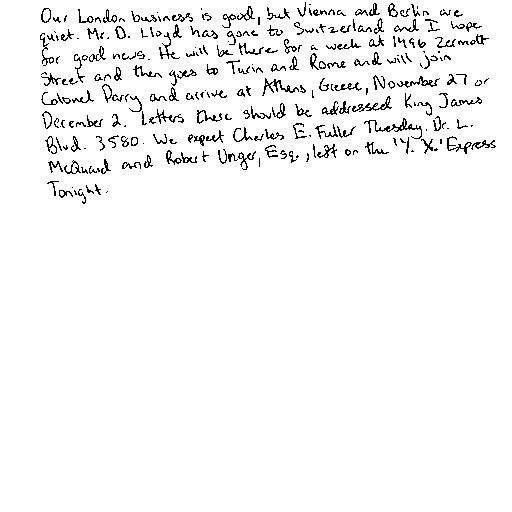 Our London business is good, but Vienna and Berlin are
quiet. Mr. D. Lloyd has gone to Switzerland and I hope
for good news. He will be there for a week at 1496 Zermott
Street and then goes to Turin and Rome and will join
Colonel Parry and arrive at Athens, Greece, November 27 or
December 2. Letters there should be addressed King James
Blvd. 3580. We expect Charles E. Fuller Tuesday. Dr. L.
McQuaid and Robert Unger, Esq., left on the 'Y. X.' Express
Tonight.